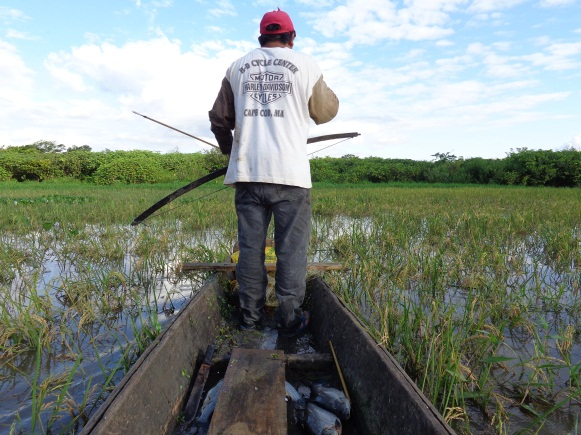 E-B CYCLE CENTER
MOTOR
HARLEY-DAVIDSON
CYCLES
CAPE COD, MA